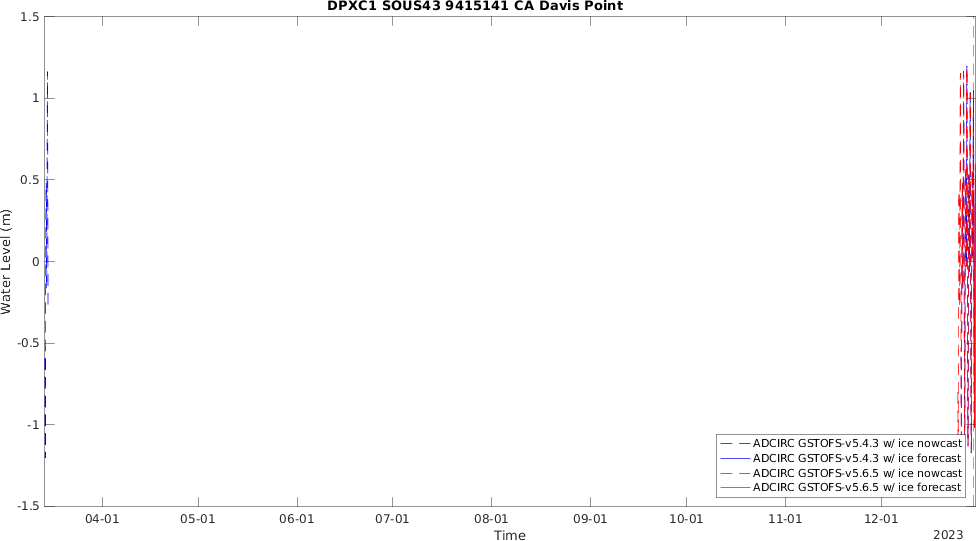 DPXC1 SOUS43 9415141 CA Davis Point
1.5
1
0.5
0
-0.5
-1
-1.5
Water Level (m)
ADCIRC GSTOFS-v5.4.3 w/ ice nowcast
ADCIRC GSTOFS-v5.4.3 w/ ice forecast
ADCIRC GSTOFS-v5.6.5 w/ ice nowcast
ADCIRC GSTOFS-v5.6.5 w/ ice forecast
04-01 05-01 06-01 07-01 08-01 09-01 10-01 11-01 12-01
Time
2023